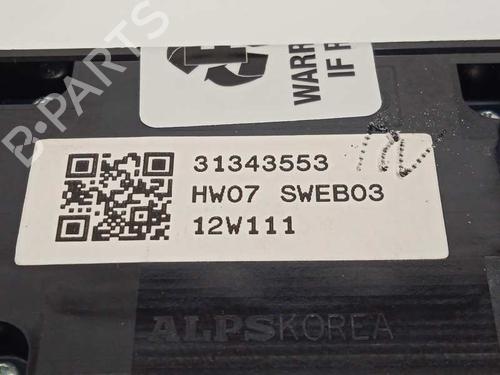 WARR
IF R
31343553
HW07 SWEB03
12W111
ALPSKOREA
B-PARTS